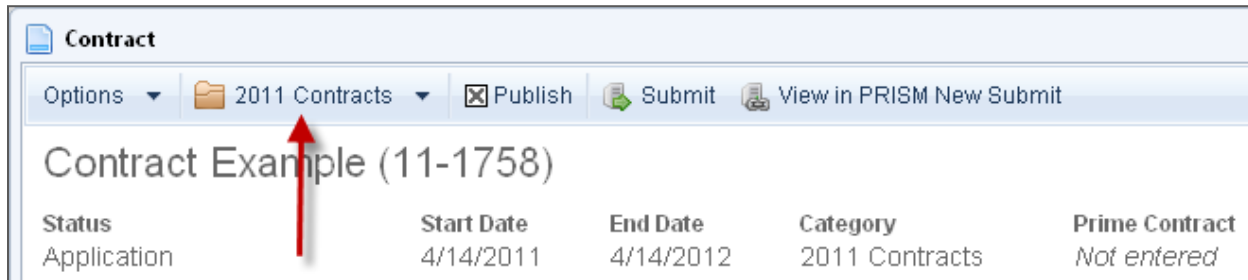 Contract
Options 2011 Contracts Publish Submit View in PRISM New Submit
Contract Example (11-1758)
Status Start Date End Date Category Prime Contract
Application 4/14/2011 4/14/2012 2011 Contracts Not entered